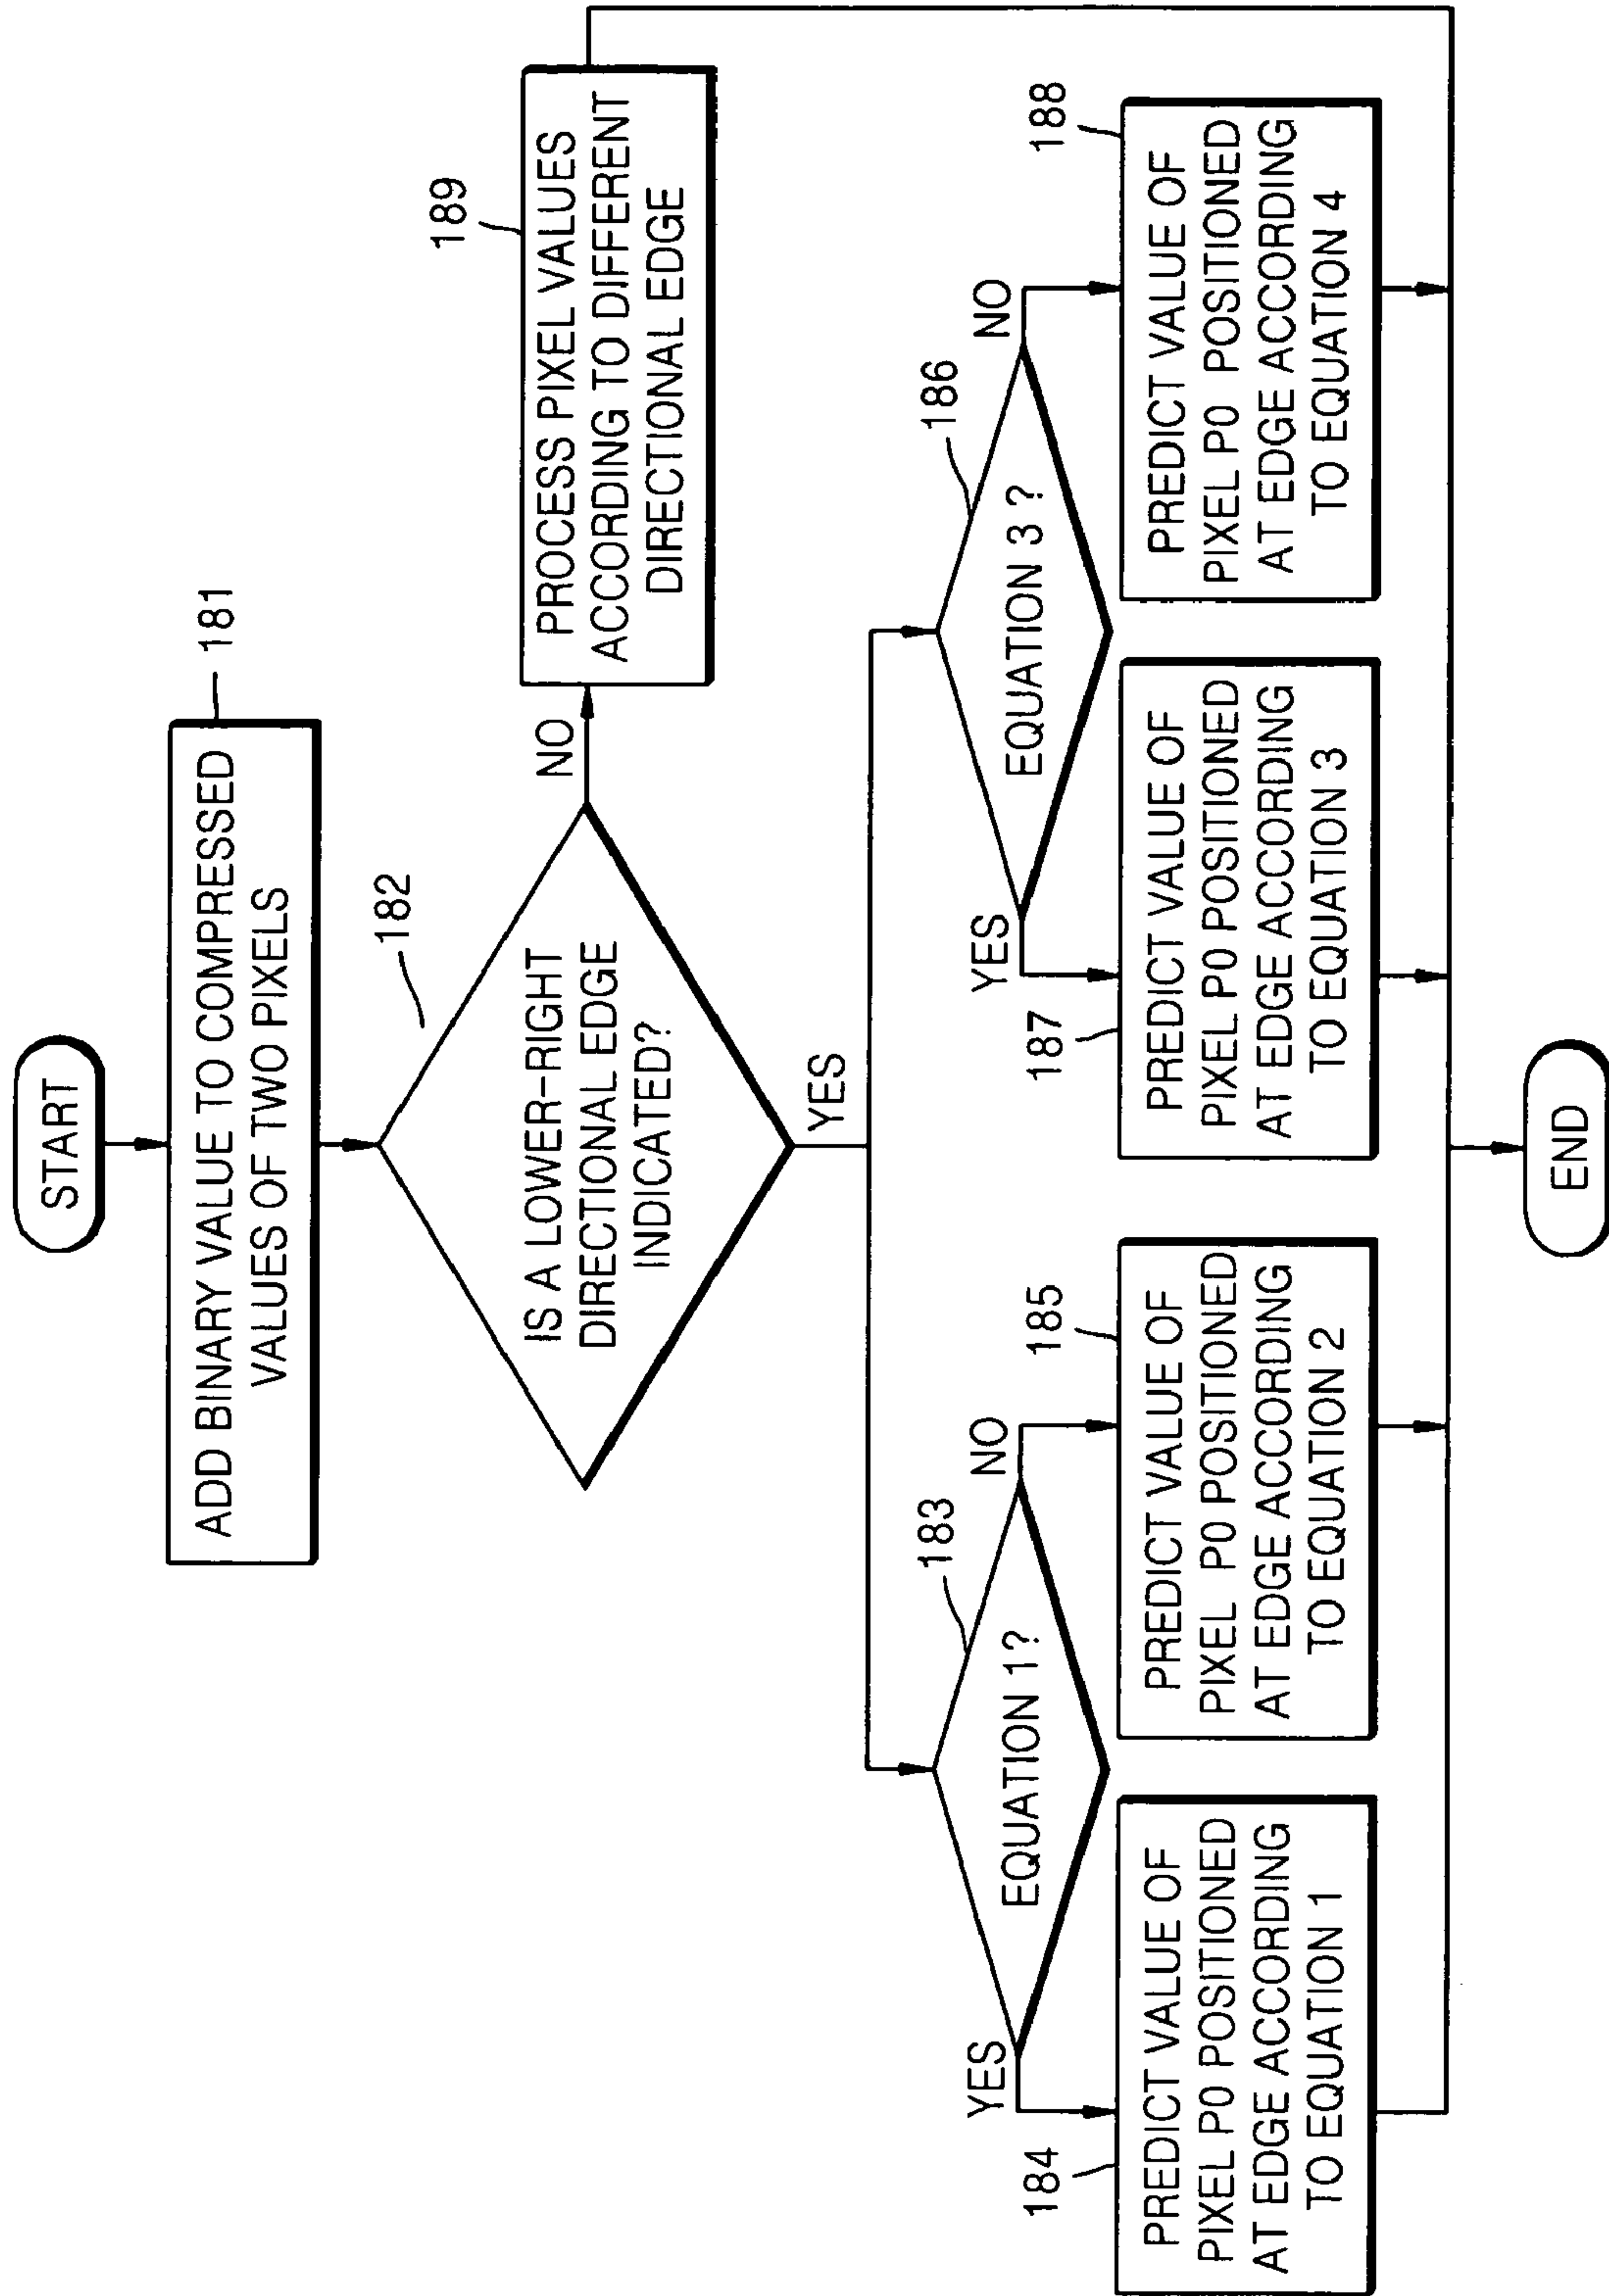 START
ADD BINARY VALUE TO COMPRESSED
VALUES OF TWO PIXELS
181
IS A LOWER-RIGHT
DIRECTIONAL EDGE
INDICATED?
182
NO
PROCESS PIXEL VALUES
ACCORDING TO DIFFERENT
DIRECTIONAL EDGE
189
YES
EQUATION 1?
183
YES
NO
184
PREDICT VALUE OF
PIXEL P0 POSITIONED
AT EDGE ACCORDING
TO EQUATION 1
185
PREDICT VALUE OF
PIXEL P0 POSITIONED
AT EDGE ACCORDING
TO EQUATION 2
EQUATION 3 ?
186
YES
NO
187
PREDICT VALUE OF
PIXEL P0 POSITIONED
AT EDGE ACCORDING
TO EQUATION 3
188
PREDICT VALUE OF
PIXEL P0 POSITIONED
AT EDGE ACCORDING
TO EQUATION 4
END